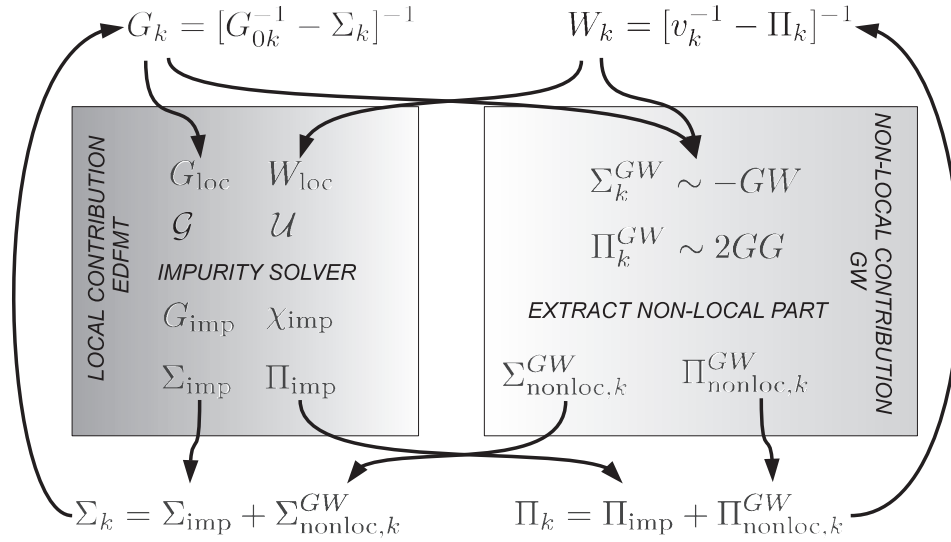 G_k = [G_{0k}^{-1} − Σ_k]^{-1}
W_k = [v_k^{-1} − Π_k]^{-1}
LOCAL CONTRIBUTION
EDFMT
G_loc W_loc
𝒢 𝒰
IMPURITY SOLVER
G_imp χ_imp
Σ_imp Π_imp
Σ_k^{GW} ∼ −GW
Π_k^{GW} ∼ 2GG
EXTRACT NON-LOCAL PART
Σ_{nonloc,k}^{GW} Π_{nonloc,k}^{GW}
NON-LOCAL CONTRIBUTION
GW
Σ_k = Σ_imp + Σ_{nonloc,k}^{GW}
Π_k = Π_imp + Π_{nonloc,k}^{GW}